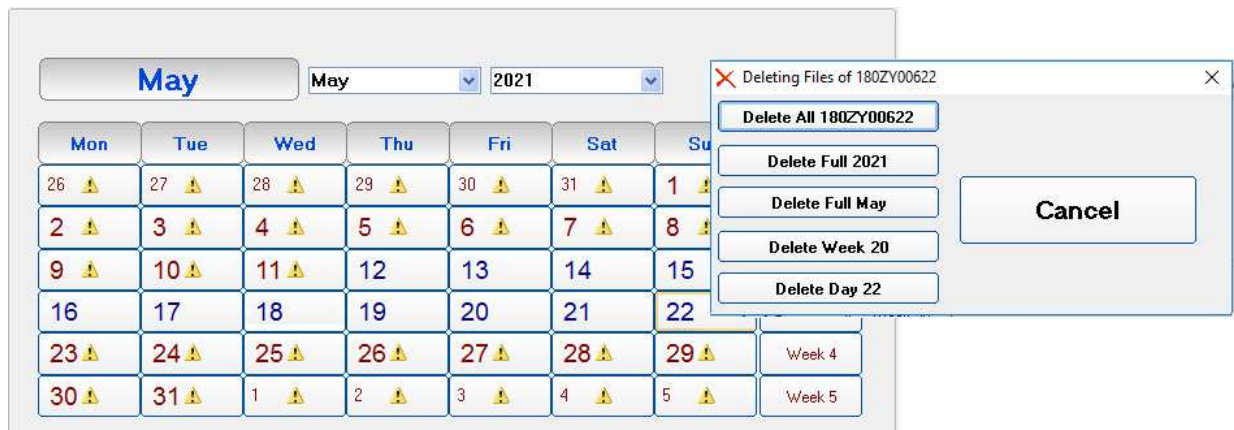 May
May
2021
Deleting Files of 180ZY00622
Delete All 180ZY00622
Delete Full 2021
Delete Full May
Delete Week 20
Delete Day 22
Cancel
Mon Tue Wed Thu Fri Sat Su
26 27 28 29 30 31 1
2 3 4 5 6 7 8
9 10 11 12 13 14 15
16 17 18 19 20 21 22
23 24 25 26 27 28 29 Week 4
30 31 1 2 3 4 5 Week 5